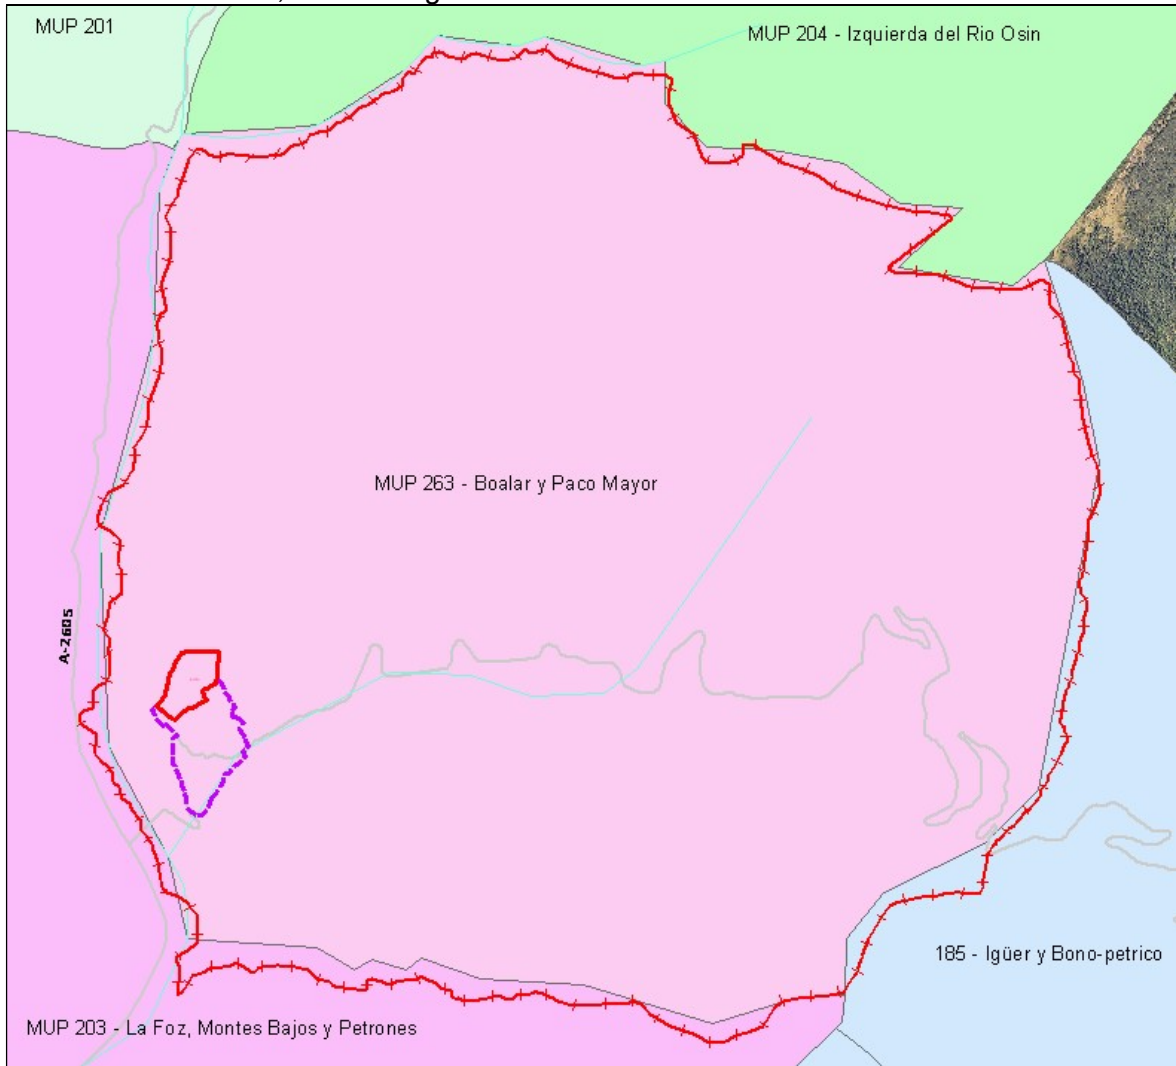 MUP 201
MUP 204 - Izquierda del Rio Osin
MUP 263 - Boalar y Paco Mayor
A-2605
185 - Igüer y Bono-petrico
MUP 203 - La Foz, Montes Bajos y Petrones